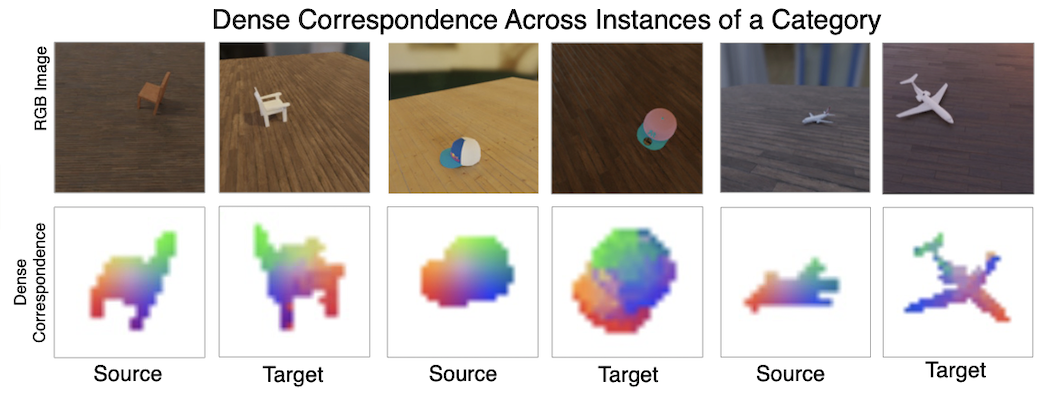 Dense Correspondence Across Instances of a Category
RGB Image
Dense
Correspondence
Source
Target
Source
Target
Source
Target